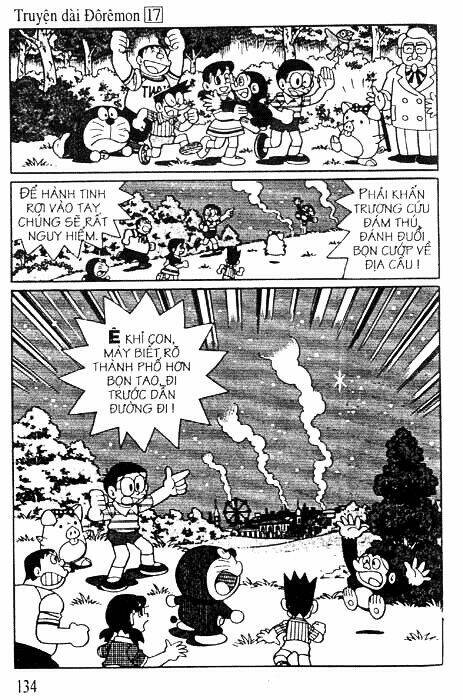 Truyện dài Đôrêmon 17
ĐỂ HÀNH TINH
RƠI VÀO TAY
CHÚNG SẼ RẤT
NGUY HIỂM.
PHẢI KHẨN
TRƯƠNG CỨU
ĐÁM THÚ,
ĐÁNH ĐUỔI
BỌN CƯỚP VỀ
ĐỊA CẦU!
Ê KHỈ CON,
MÀY BIẾT RÕ
THÀNH PHỐ HƠN
BỌN TAO, ĐI
TRƯỚC DẪN
ĐƯỜNG ĐI!
134